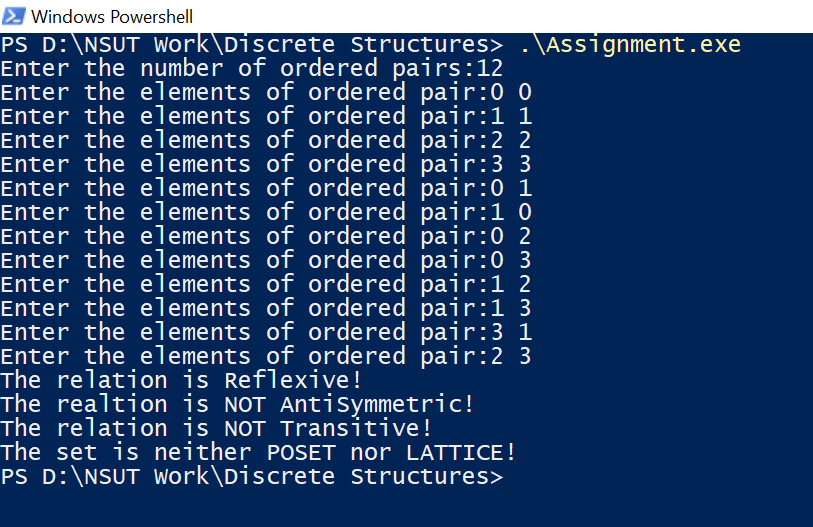 Windows Powershell
PS D:\NSUT Work\Discrete Structures> .\Assignment.exe
Enter the number of ordered pairs:12
Enter the elements of ordered pair:0 0
Enter the elements of ordered pair:1 1
Enter the elements of ordered pair:2 2
Enter the elements of ordered pair:3 3
Enter the elements of ordered pair:0 1
Enter the elements of ordered pair:1 0
Enter the elements of ordered pair:0 2
Enter the elements of ordered pair:0 3
Enter the elements of ordered pair:1 2
Enter the elements of ordered pair:1 3
Enter the elements of ordered pair:3 1
Enter the elements of ordered pair:2 3
The relation is Reflexive!
The realtion is NOT AntiSymmetric!
The relation is NOT Transitive!
The set is neither POSET nor LATTICE!
PS D:\NSUT Work\Discrete Structures>